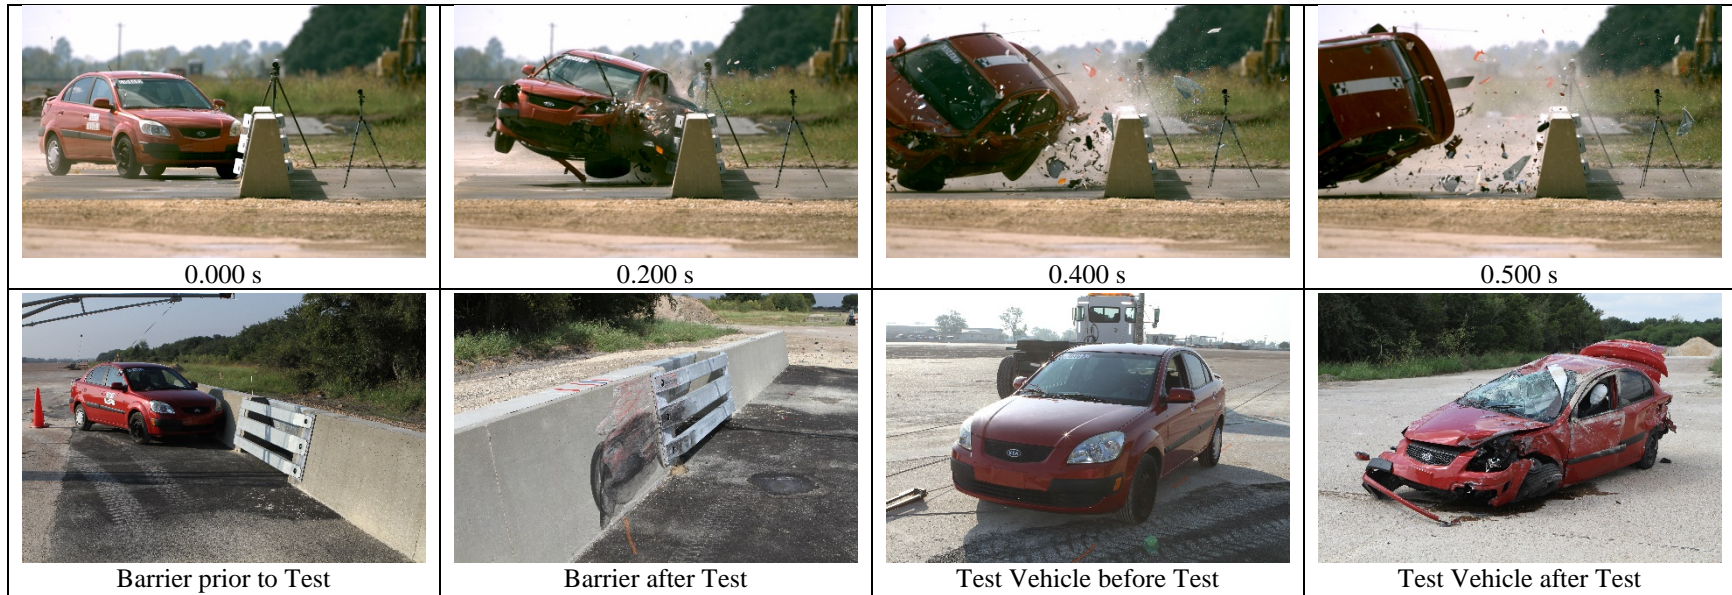 0.000 s
0.200 s
0.400 s
0.500 s
Barrier prior to Test
Barrier after Test
Test Vehicle before Test
KIA
Test Vehicle after Test